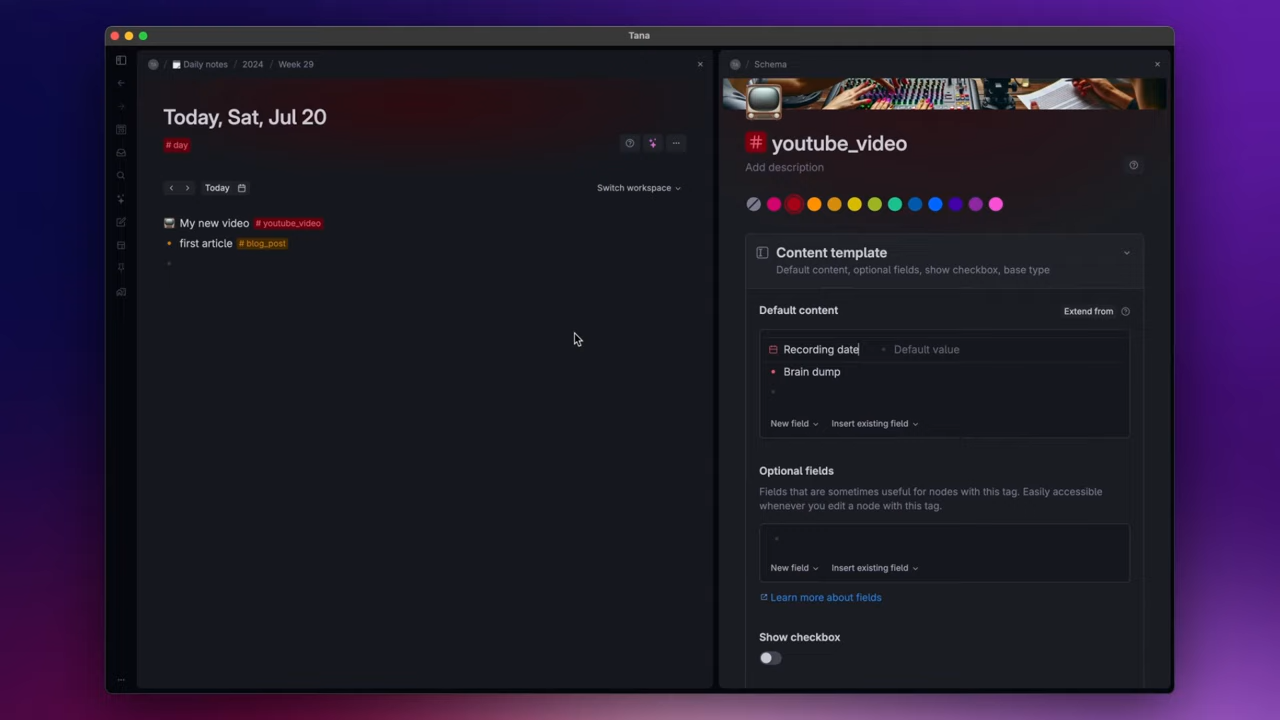 Tana
/ Daily notes / 2024 / Week 29
Today, Sat, Jul 20
# day
Today
Switch workspace
My new video # youtube_video
first article # blog_post
/ Schema
# youtube_video
Add description
Content template
Default content, optional fields, show checkbox, base type
Default content
Extend from
Recording date
Default value
Brain dump
New field
Insert existing field
Optional fields
Fields that are sometimes useful for nodes with this tag. Easily accessible
whenever you edit a node with this tag.
New field
Insert existing field
Learn more about fields
Show checkbox